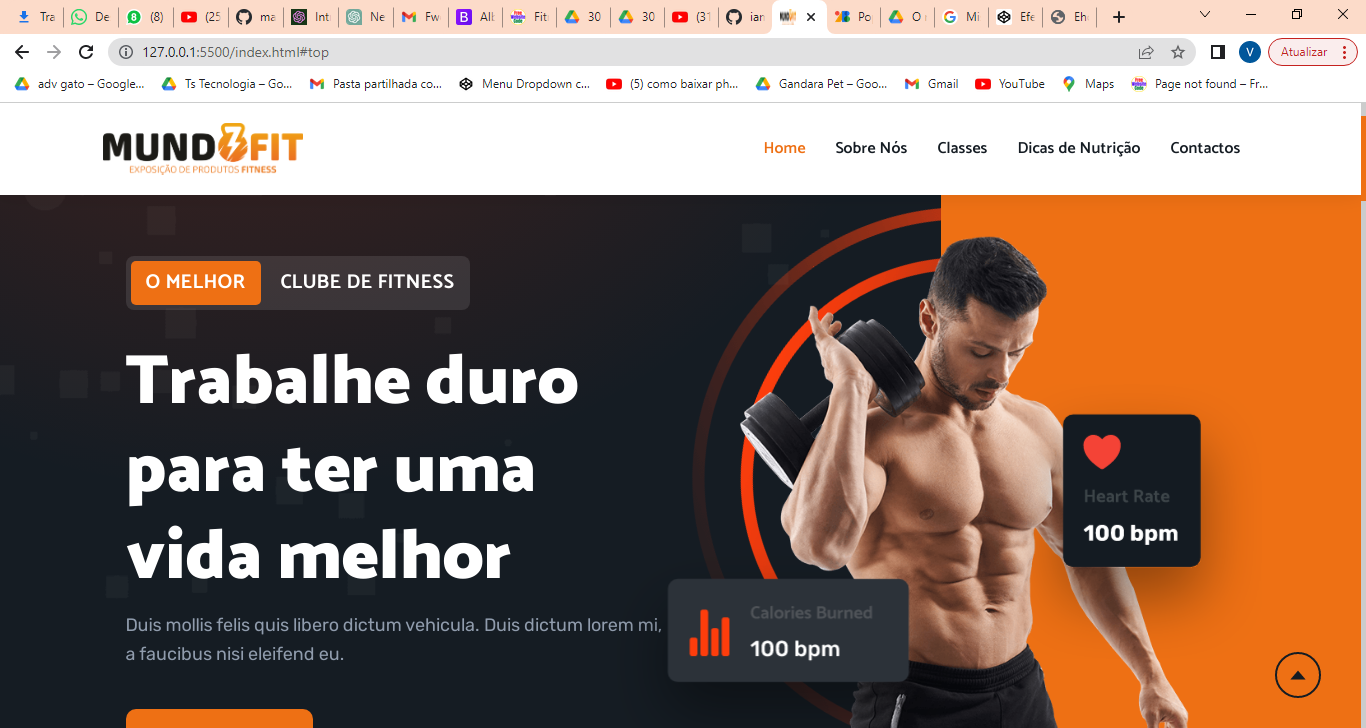 Tra
De
(8)
(25
ma
Int
Ne
Fw
Alb
Fit
30
30
(31
ian
Po
O
Mi
Efe
Eh
127.0.0.1:5500/index.html#top
V
Atualizar
adv gato – Google...
Ts Tecnologia – Go...
Pasta partilhada co...
Menu Dropdown c...
(5) como baixar ph...
Gandara Pet – Goo...
Gmail
YouTube
Maps
Page not found – Fr...
MUND FIT
EXPOSIÇÃO DE PRODUTOS FITNESS
Home
Sobre Nós
Classes
Dicas de Nutrição
Contactos
O MELHOR
CLUBE DE FITNESS
Trabalhe duro
para ter uma
vida melhor
Duis mollis felis quis libero dictum vehicula. Duis dictum lorem mi,
a faucibus nisi eleifend eu.
Heart Rate
100 bpm
Calories Burned
100 bpm